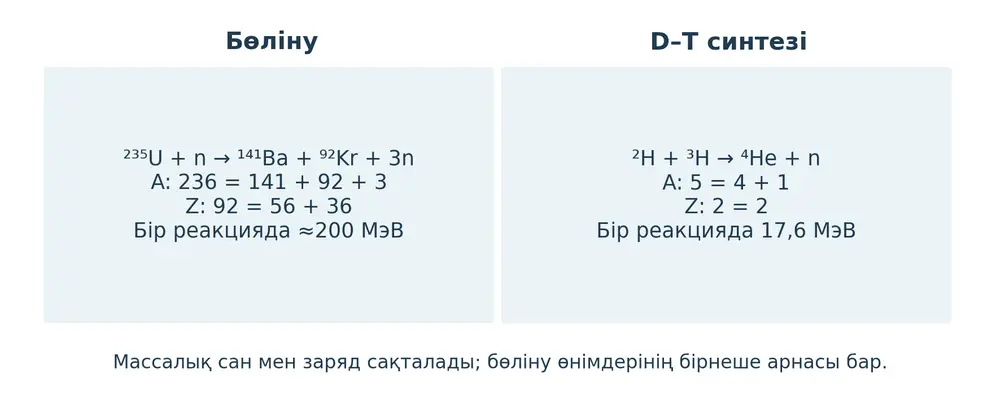 Бөліну
²³⁵U + n → ¹⁴¹Ba + ⁹²Kr + 3n
A: 236 = 141 + 92 + 3
Z: 92 = 56 + 36
Бір реакцияда ≈200 МэВ
D–T синтезі
²H + ³H → ⁴He + n
A: 5 = 4 + 1
Z: 2 = 2
Бір реакцияда 17,6 МэВ
Массалық сан мен заряд сақталады; бөліну өнімдерінің бірнеше арнасы бар.